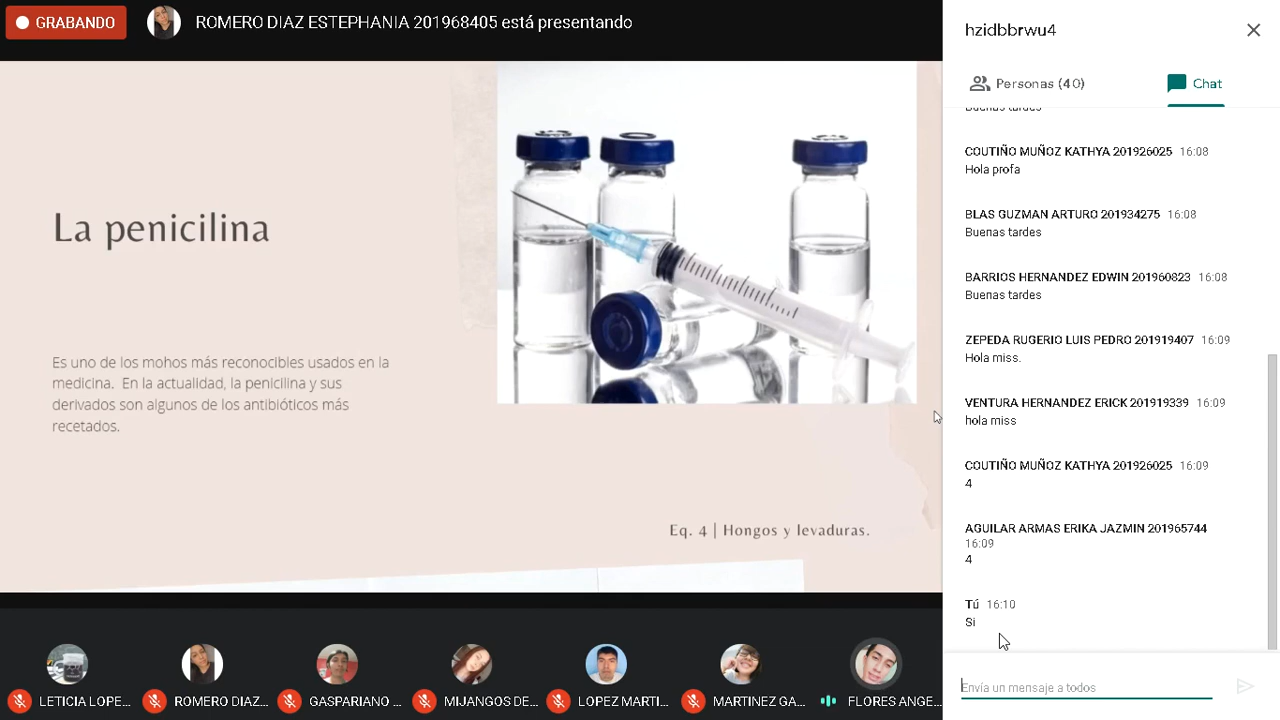 GRABANDO
ROMERO DIAZ ESTEPHANIA 201968405 está presentando
La penicilina
Es uno de los mohos más reconocibles usados en la
medicina. En la actualidad, la penicilina y sus
derivados son algunos de los antibióticos más
recetados.
Eq. 4 | Hongos y levaduras.
LETICIA LOPE...
ROMERO DIAZ...
GASPARIANO ...
MIJANGOS DE...
LOPEZ MARTI...
MARTINEZ GA...
FLORES ANGE...
hzidbbrwu4
Personas (40)
Chat
Buenas tardes
COUTIÑO MUÑOZ KATHYA 201926025 16:08
Hola profa
BLAS GUZMAN ARTURO 201934275 16:08
Buenas tardes
BARRIOS HERNANDEZ EDWIN 201960823 16:08
Buenas tardes
ZEPEDA RUGERIO LUIS PEDRO 201919407 16:09
Hola miss.
VENTURA HERNANDEZ ERICK 201919339 16:09
hola miss
COUTIÑO MUÑOZ KATHYA 201926025 16:09
4
AGUILAR ARMAS ERIKA JAZMIN 201965744
16:09
4
Tú 16:10
Si
Envía un mensaje a todos